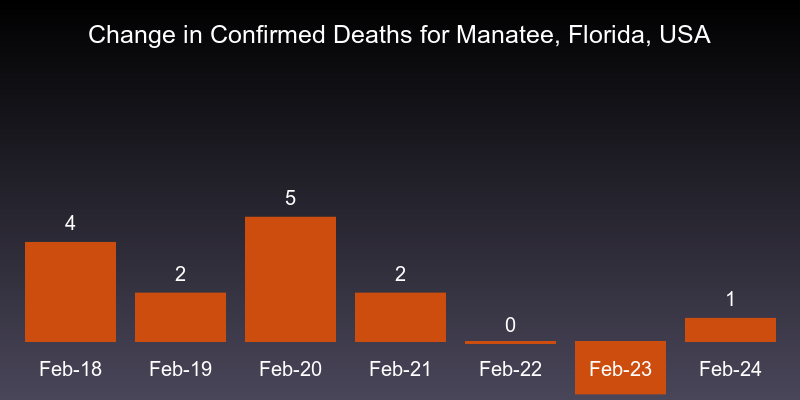 Change in Confirmed Deaths for Manatee, Florida, USA
4
2
5
2
0
1
Feb-18
Feb-19
Feb-20
Feb-21
Feb-22
Feb-23
Feb-24